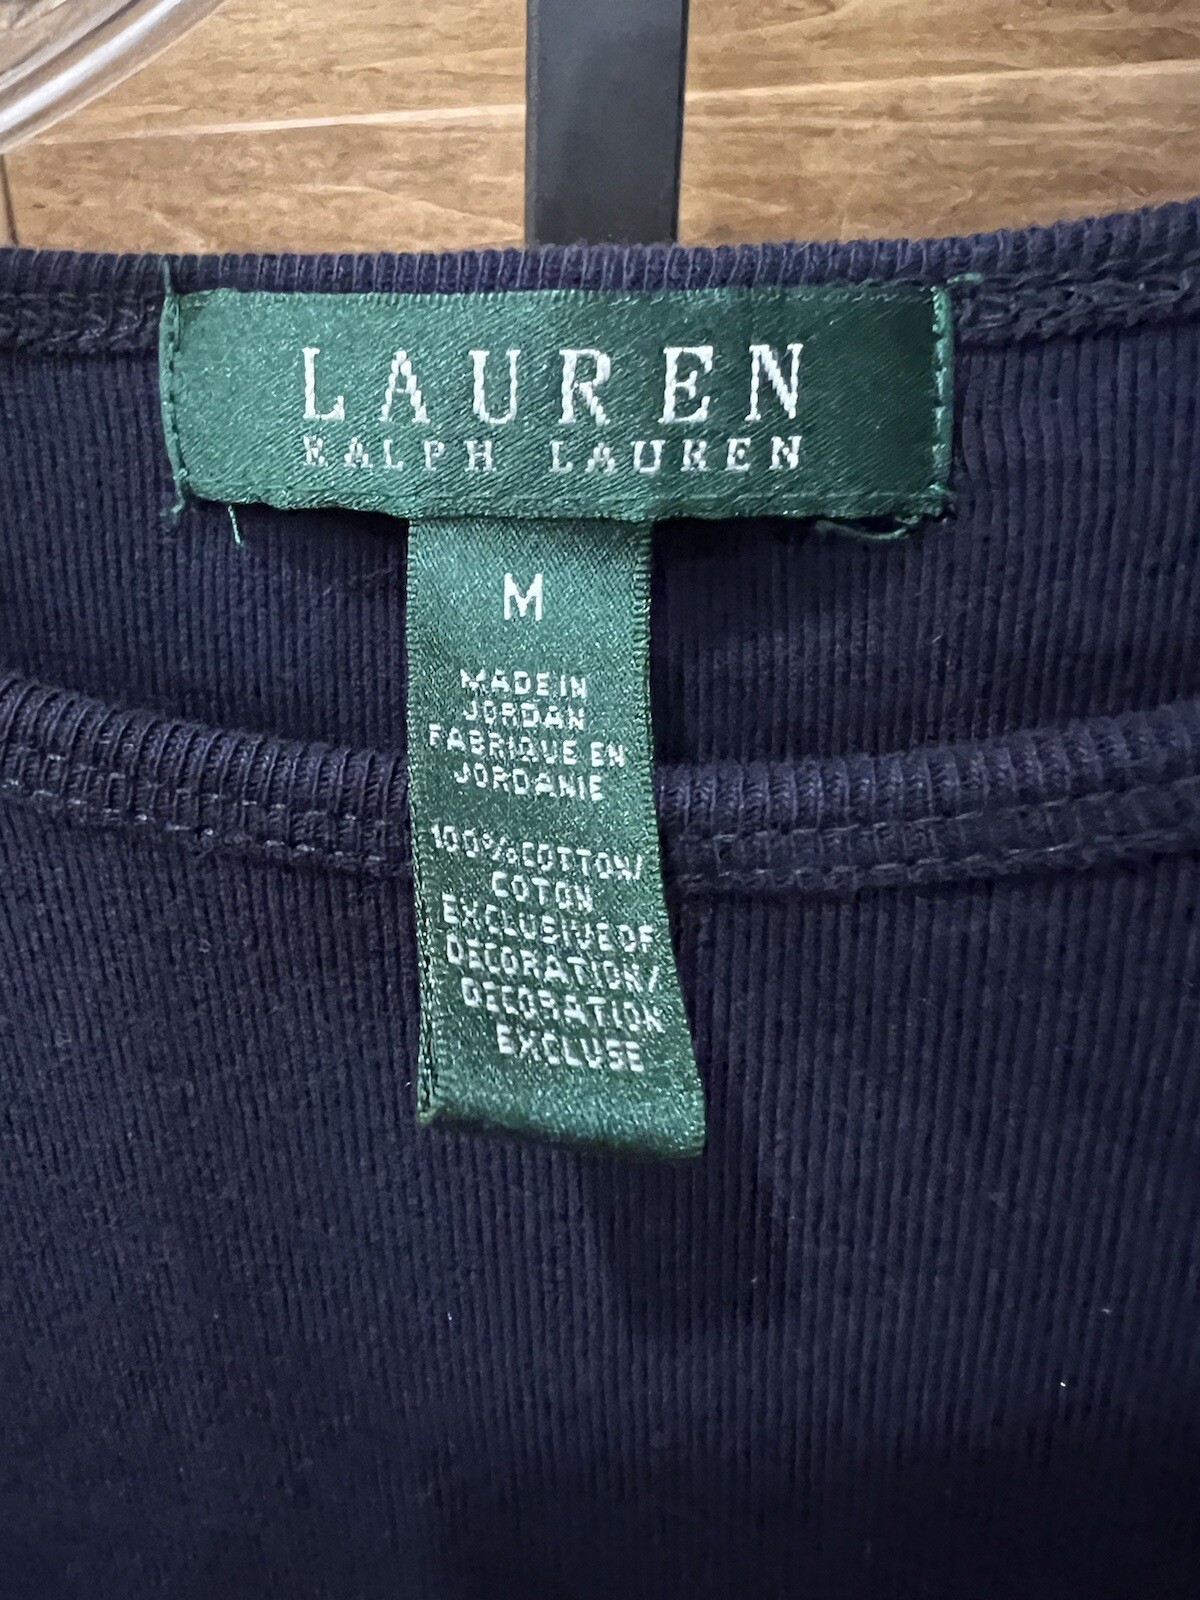 LAUREN
RALPH LAUREN
M
MADE IN
JORDAN
FABRIQUE EN
JORDANIE
100% COTTON/
COTON
EXCLUSIVE OF
DECORATION/
DECORATION
EXCLUSE